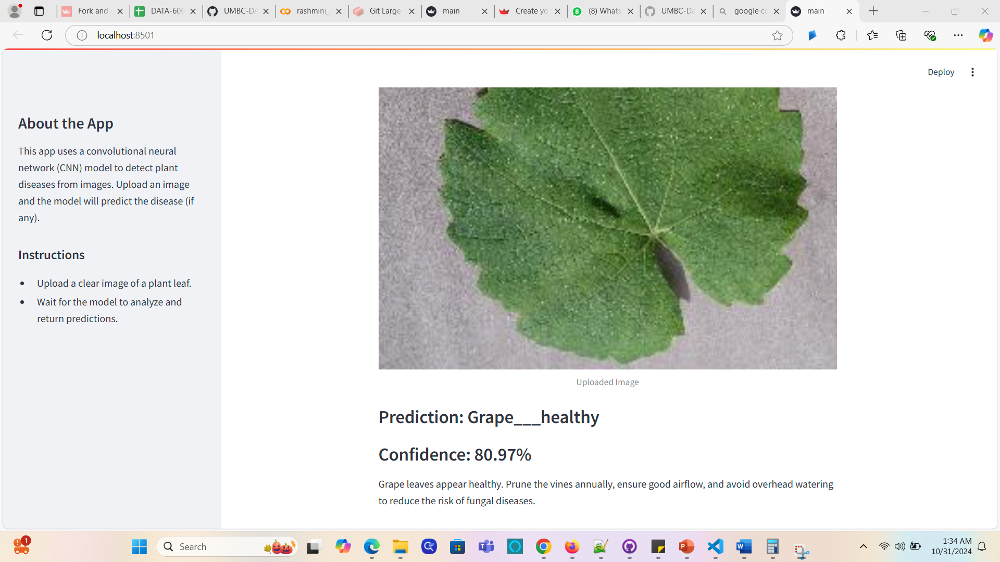 Fork and
DATA-606
UMBC-DA
rashmini_
Git Large
main
Create yo
(8) Whats
UMBC-Da
google co
main
localhost:8501
Deploy
About the App
This app uses a convolutional neural
network (CNN) model to detect plant
diseases from images. Upload an image
and the model will predict the disease (if
any).
Instructions
• Upload a clear image of a plant leaf.
• Wait for the model to analyze and
return predictions.
Uploaded Image
Prediction: Grape___healthy
Confidence: 80.97%
Grape leaves appear healthy. Prune the vines annually, ensure good airflow, and avoid overhead watering
to reduce the risk of fungal diseases.
1
Search
1:34 AM
10/31/2024